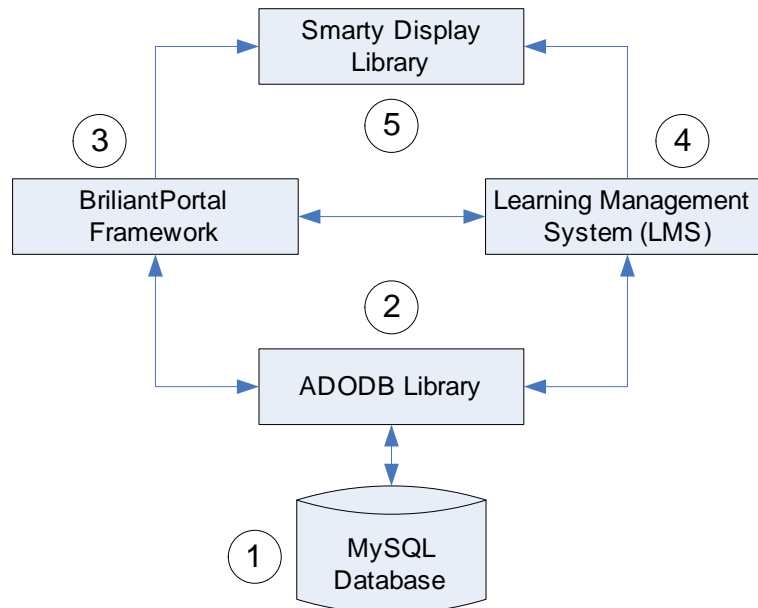 Smarty Display
Library
5
3
4
BriliantPortal
Framework
Learning Management
System (LMS)
2
ADODB Library
1
MySQL
Database